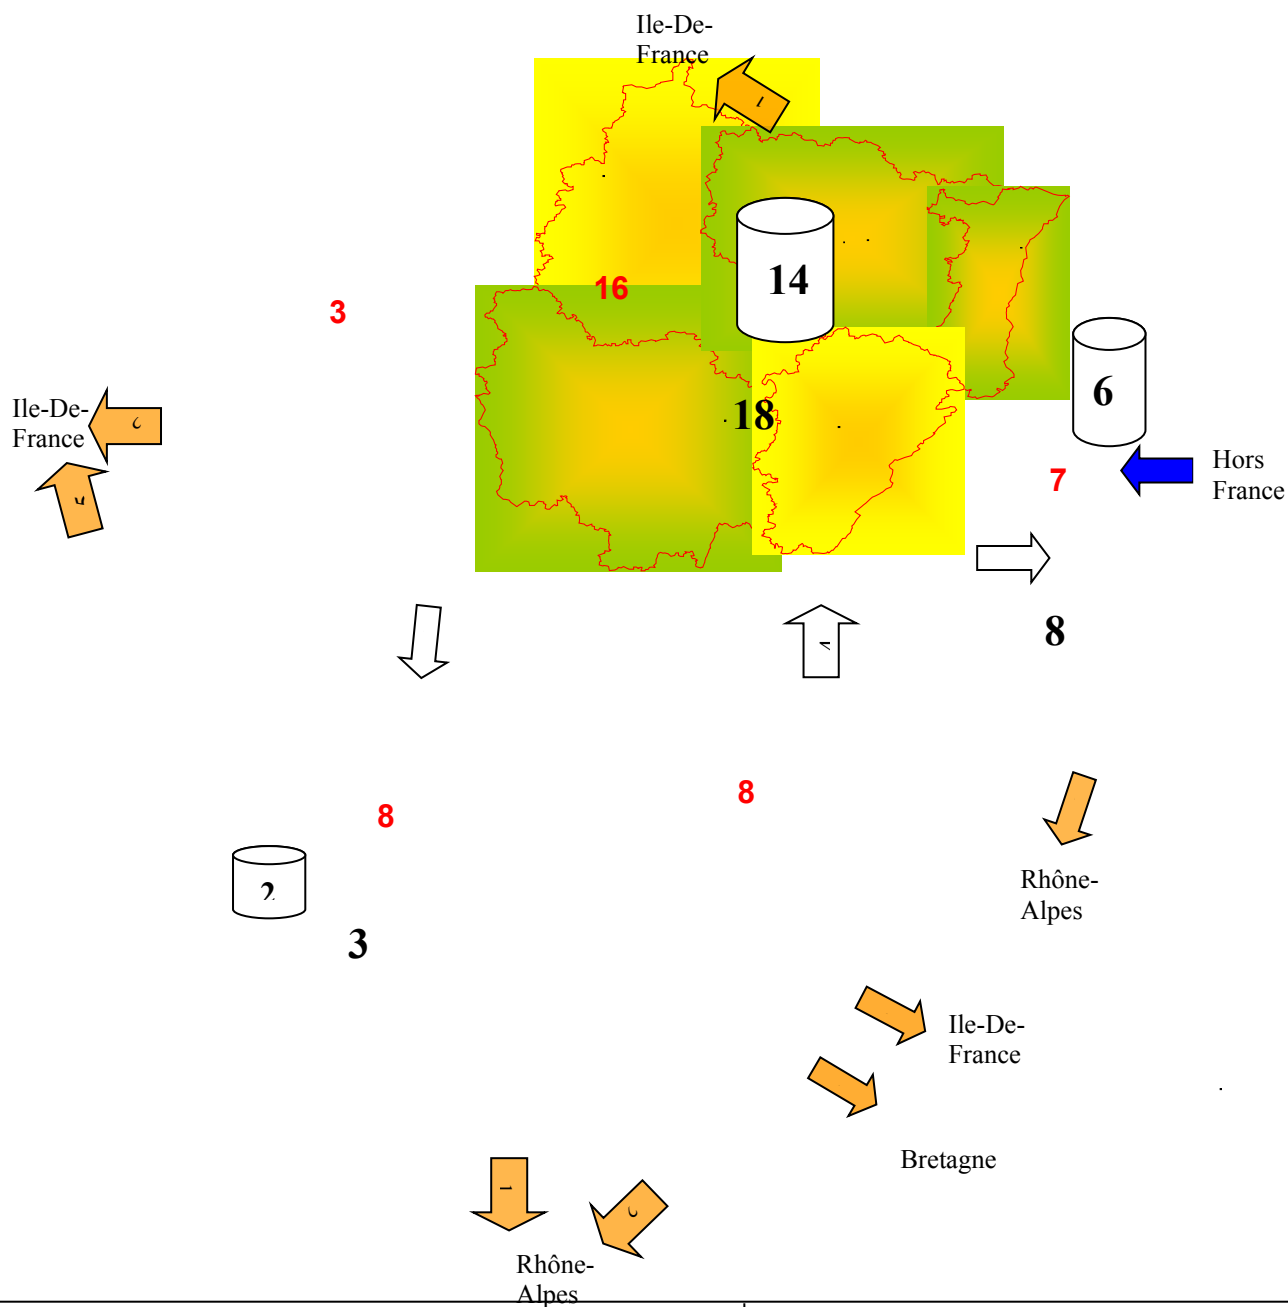 Ile-De-
France
14
16
3
6
18
Ile-De-
France
Hors
France
7
8
8
8
2
3
Rhône-
Alpes
Ile-De-
France
Bretagne
Rhône-
Alpes